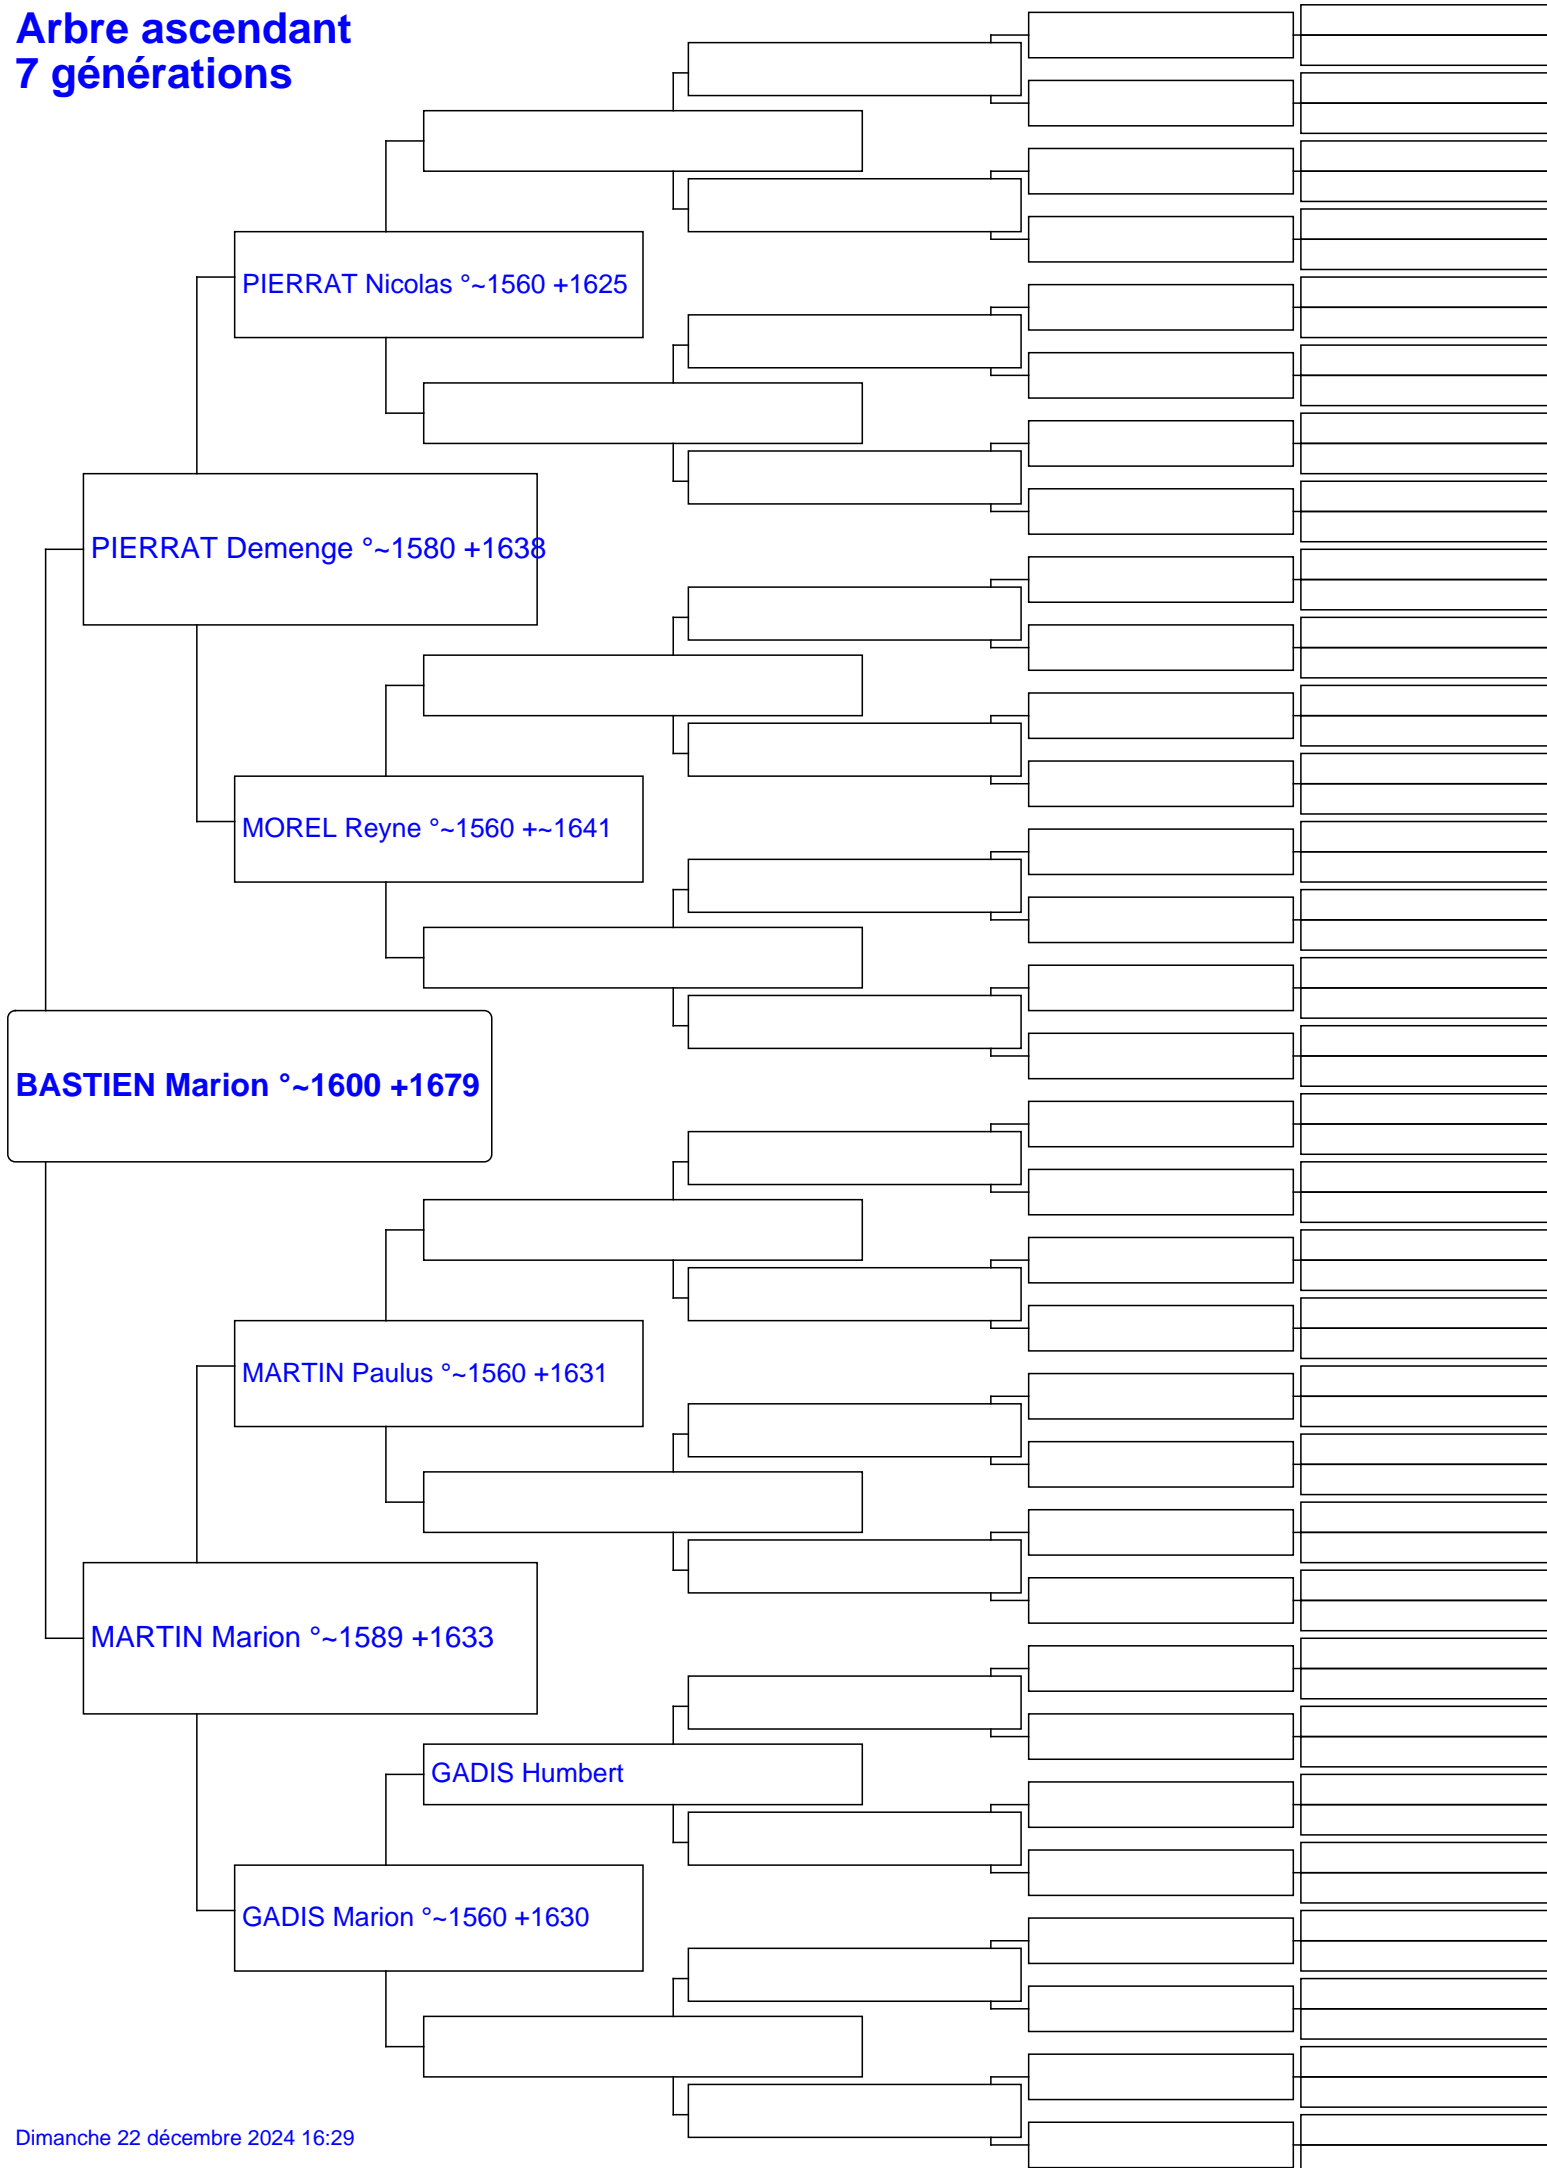 Arbre ascendant
7 générations
PIERRAT Nicolas °~1560 +1625
PIERRAT Demenge °~1580 +1638
MOREL Reyne °~1560 +~1641
BASTIEN Marion °~1600 +1679
MARTIN Paulus °~1560 +1631
MARTIN Marion °~1589 +1633
GADIS Humbert
GADIS Marion °~1560 +1630
Dimanche 22 décembre 2024 16:29